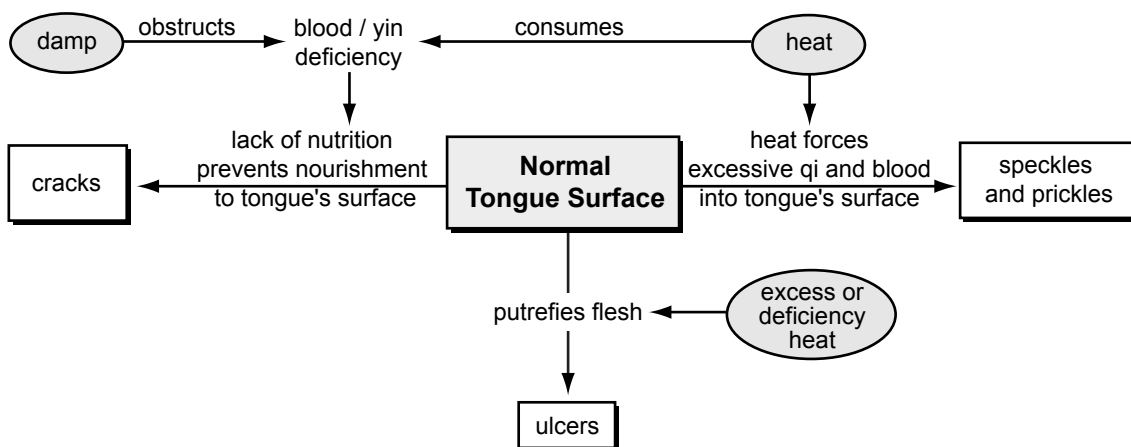 damp
obstructs
blood / yin
deficiency
consumes
heat
lack of nutrition
prevents nourishment
to tongue's surface
cracks
Normal
Tongue Surface
heat forces
excessive qi and blood
into tongue's surface
speckles
and prickles
putrefies flesh
excess or
deficiency
heat
ulcers